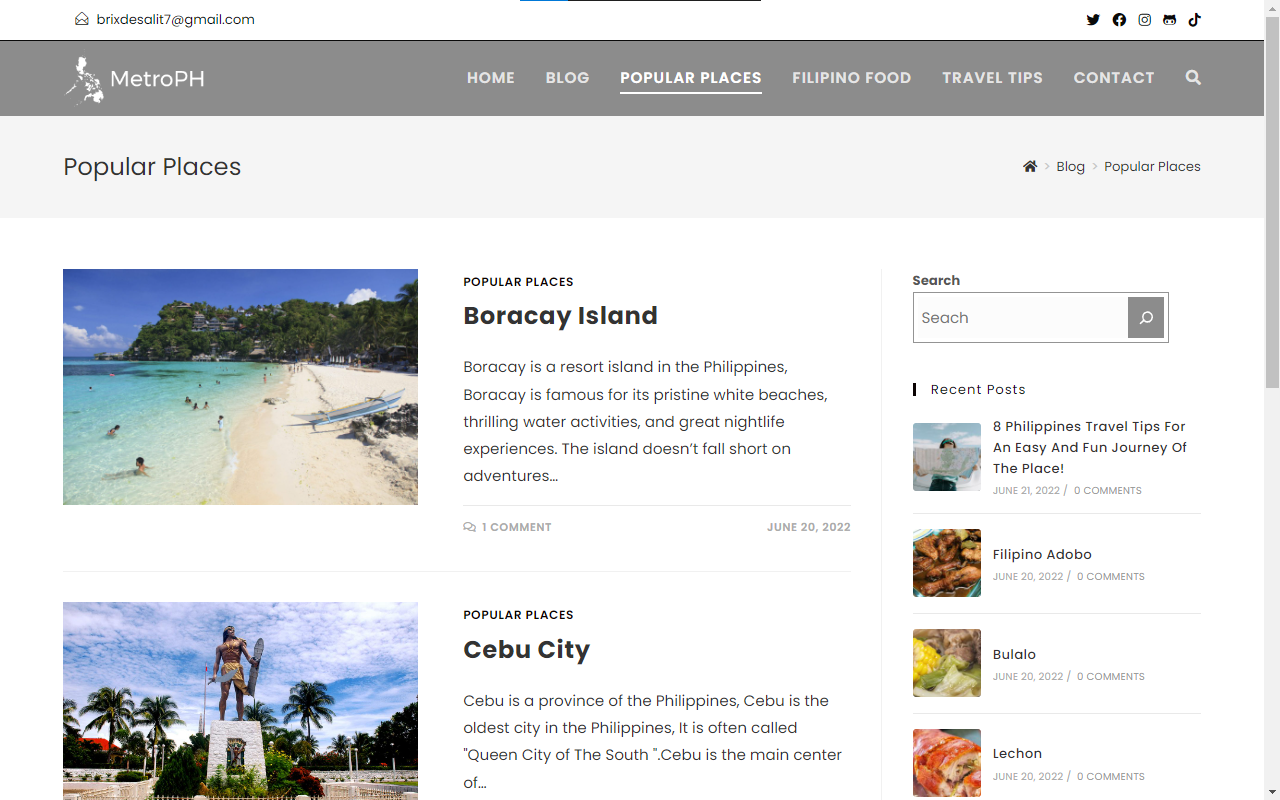 brixdesalit7@gmail.com
MetroPH
HOME
BLOG
POPULAR PLACES
FILIPINO FOOD
TRAVEL TIPS
CONTACT
Popular Places
> Blog > Popular Places
POPULAR PLACES
Boracay Island
Boracay is a resort island in the Philippines,
Boracay is famous for its pristine white beaches,
thrilling water activities, and great nightlife
experiences. The island doesn’t fall short on
adventures…
1 COMMENT
JUNE 20, 2022
POPULAR PLACES
Cebu City
Cebu is a province of the Philippines, Cebu is the
oldest city in the Philippines, It is often called
"Queen City of The South ".Cebu is the main center
of…
Search
Seach
Recent Posts
8 Philippines Travel Tips For
An Easy And Fun Journey Of
The Place!
JUNE 21, 2022 / 0 COMMENTS
Filipino Adobo
JUNE 20, 2022 / 0 COMMENTS
Bulalo
JUNE 20, 2022 / 0 COMMENTS
Lechon
JUNE 20, 2022 / 0 COMMENTS